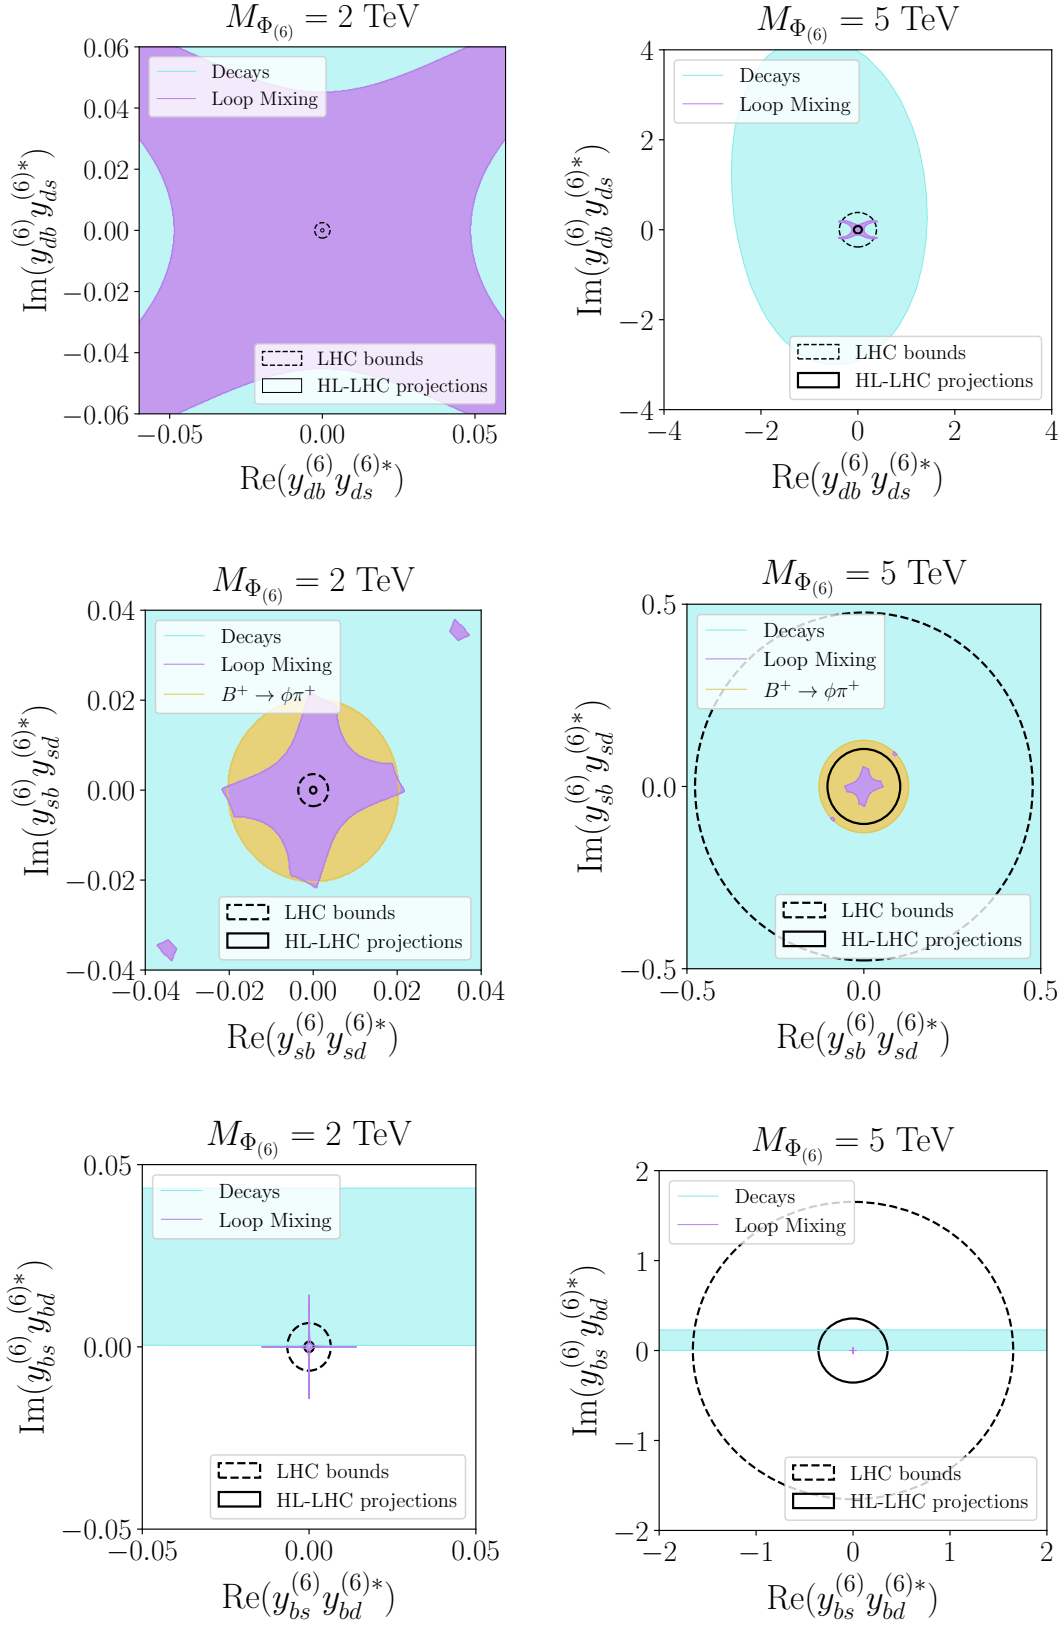 M_{Φ_{(6)}} = 2 TeV
0.06
0.04
0.02
0.00
−0.02
−0.04
−0.06
Im(y_{db}^{(6)} y_{ds}^{(6)*})
Decays
Loop Mixing
LHC bounds
HL-LHC projections
−0.05 0.00 0.05
Re(y_{db}^{(6)} y_{ds}^{(6)*})
M_{Φ_{(6)}} = 5 TeV
4
2
0
−2
−4
Im(y_{db}^{(6)} y_{ds}^{(6)*})
Decays
Loop Mixing
LHC bounds
HL-LHC projections
−4 −2 0 2 4
Re(y_{db}^{(6)} y_{ds}^{(6)*})
M_{Φ_{(6)}} = 2 TeV
0.04
0.02
0.00
−0.02
−0.04
Im(y_{sb}^{(6)} y_{sd}^{(6)*})
Decays
Loop Mixing
B^+ → ϕπ^+
LHC bounds
HL-LHC projections
−0.04 −0.02 0.00 0.02 0.04
Re(y_{sb}^{(6)} y_{sd}^{(6)*})
M_{Φ_{(6)}} = 5 TeV
0.5
0.0
−0.5
Im(y_{sb}^{(6)} y_{sd}^{(6)*})
Decays
Loop Mixing
B^+ → ϕπ^+
LHC bounds
HL-LHC projections
−0.5 0.0 0.5
Re(y_{sb}^{(6)} y_{sd}^{(6)*})
M_{Φ_{(6)}} = 2 TeV
0.05
0.00
−0.05
Im(y_{bs}^{(6)} y_{bd}^{(6)*})
Decays
Loop Mixing
LHC bounds
HL-LHC projections
−0.05 0.00 0.05
Re(y_{bs}^{(6)} y_{bd}^{(6)*})
M_{Φ_{(6)}} = 5 TeV
2
1
0
−1
−2
Im(y_{bs}^{(6)} y_{bd}^{(6)*})
Decays
Loop Mixing
LHC bounds
HL-LHC projections
−2 −1 0 1 2
Re(y_{bs}^{(6)} y_{bd}^{(6)*})